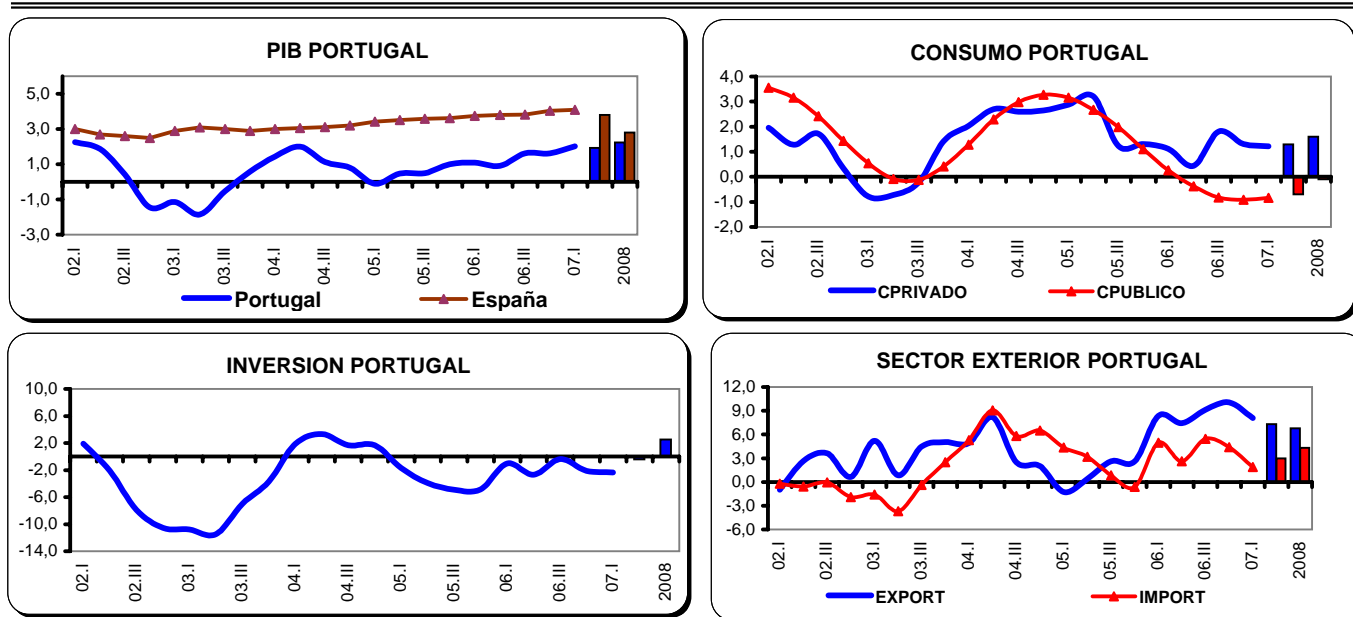 PIB PORTUGAL
5,0
3,0
1,0
-1,0
-3,0
02.I
02.III
03.I
03.III
04.I
04.III
05.I
05.III
06.I
06.III
07.I
2008
Portugal
España
CONSUMO PORTUGAL
4,0
3,0
2,0
1,0
0,0
-1,0
-2,0
02.I
02.III
03.I
03.III
04.I
04.III
05.I
05.III
06.I
06.III
07.I
2008
CPRIVADO
CPUBLICO
INVERSION PORTUGAL
10,0
6,0
2,0
-2,0
-6,0
-10,0
-14,0
02.I
02.III
03.I
03.III
04.I
04.III
05.I
05.III
06.I
06.III
07.I
2008
SECTOR EXTERIOR PORTUGAL
12,0
9,0
6,0
3,0
0,0
-3,0
-6,0
02.I
02.III
03.I
03.III
04.I
04.III
05.I
05.III
06.I
06.III
07.I
2008
EXPORT
IMPORT